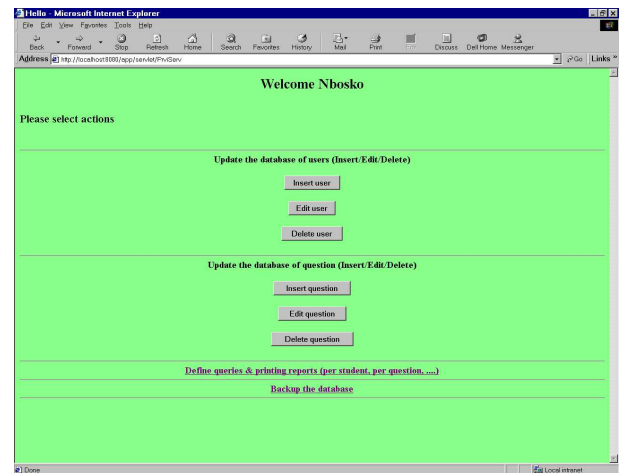 Hello - Microsoft Internet Explorer
File Edit View Favorites Tools Help
Back Forward Stop Refresh Home Search Favorites History Mail Print Edit Discuss Dell Home Messenger
Address http://localhost:8080/app/servlet/PrviServ Go Links »
Welcome Nbosko
Please select actions
Update the database of users (Insert/Edit/Delete)
Insert user
Edit user
Delete user
Update the database of question (Insert/Edit/Delete)
Insert question
Edit question
Delete question
Define queries & printing reports (per student, per question, ....)
Backup the database
Done Local intranet